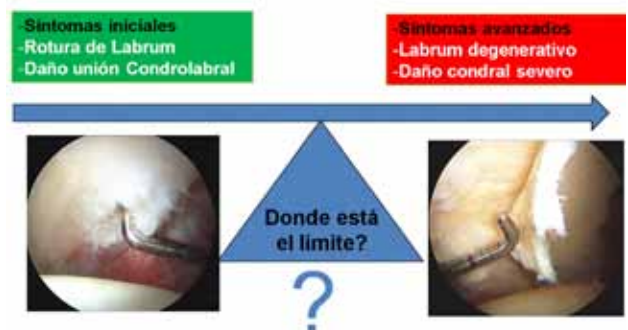 -Síntomas iniciales
-Rotura de Labrum
-Daño unión Condrolabral
-Síntomas avanzados
-Labrum degenerativo
-Daño condral severo
Donde está
el límite?
?